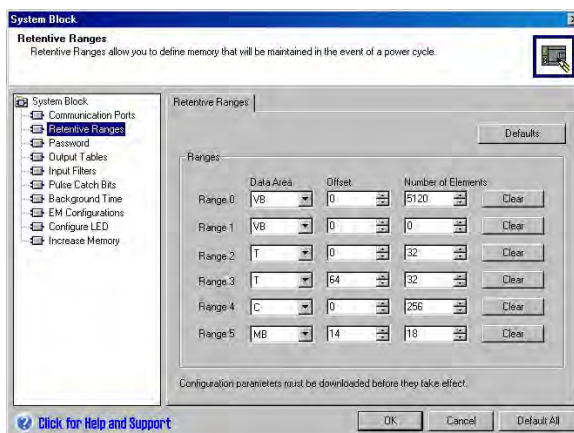 System Block
Retentive Ranges
Retentive Ranges allow you to define memory that will be maintained in the event of a power cycle.
System Block
Communication Ports
Retentive Ranges
Password
Output Tables
Input Filters
Pulse Catch Bits
Background Time
EM Configurations
Configure LED
Increase Memory
Retentive Ranges
Defaults
Ranges
Data Area Offset Number of Elements
Range 0 VB 0 5120 Clear
Range 1 VB 0 0 Clear
Range 2 T 0 32 Clear
Range 3 T 64 32 Clear
Range 4 C 0 256 Clear
Range 5 MB 14 18 Clear
Configuration parameters must be downloaded before they take effect.
Click for Help and Support OK Cancel Default All